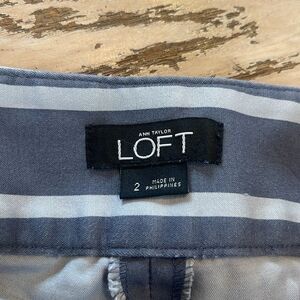 ANN TAYLOR
LOFT
2 MADE IN
PHILIPPINES